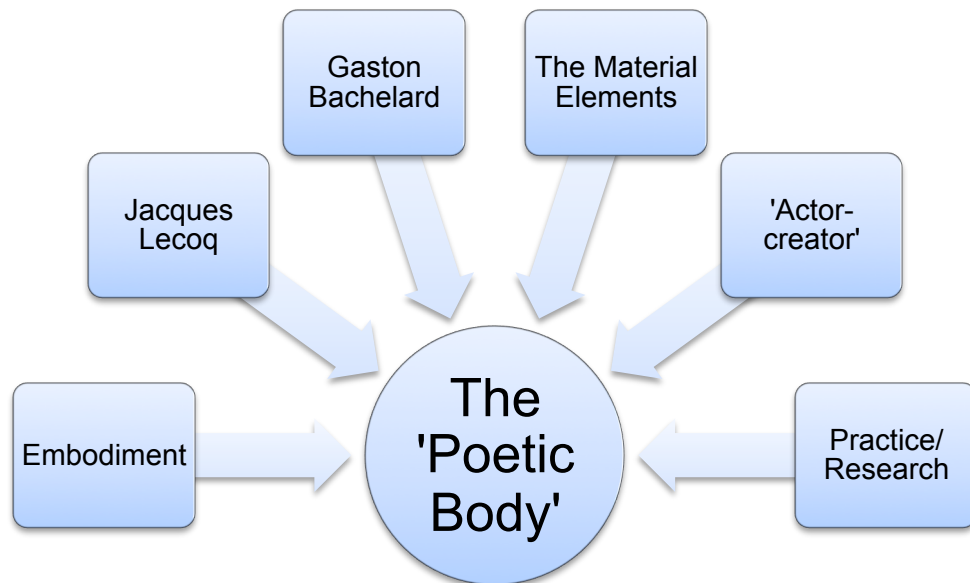 Gaston
Bachelard
The Material
Elements
Jacques
Lecoq
'Actor-
creator'
Embodiment
The
'Poetic
Body'
Practice/
Research